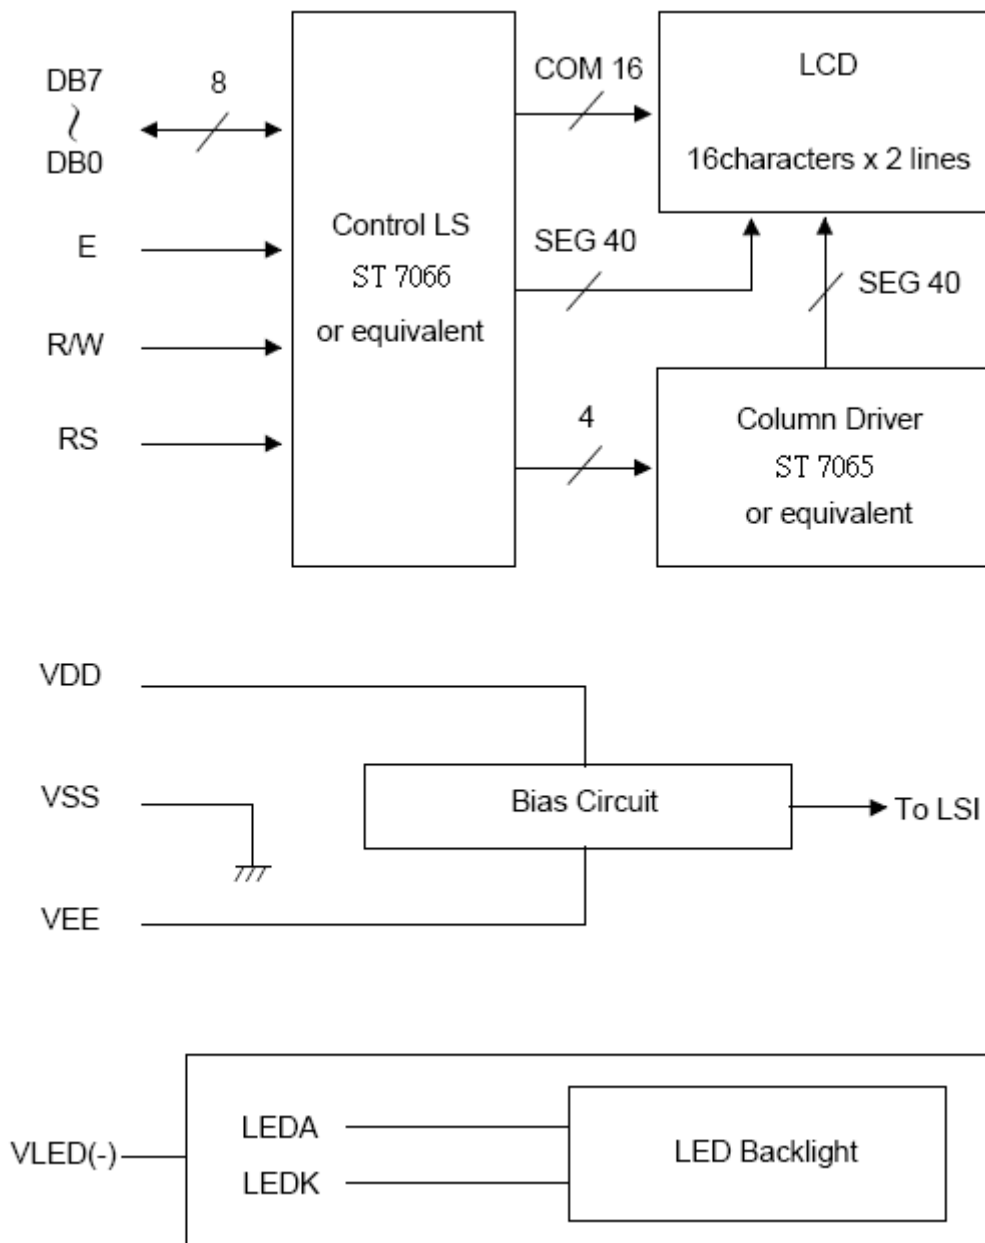 DB7
8
DB0
E
R/W
RS
Control LS
ST 7066
or equivalent
COM 16
SEG 40
4
LCD
16characters x 2 lines
SEG 40
Column Driver
ST 7065
or equivalent
VDD
VSS
VEE
Bias Circuit
To LSI
VLED(-)
LEDA
LEDK
LED Backlight